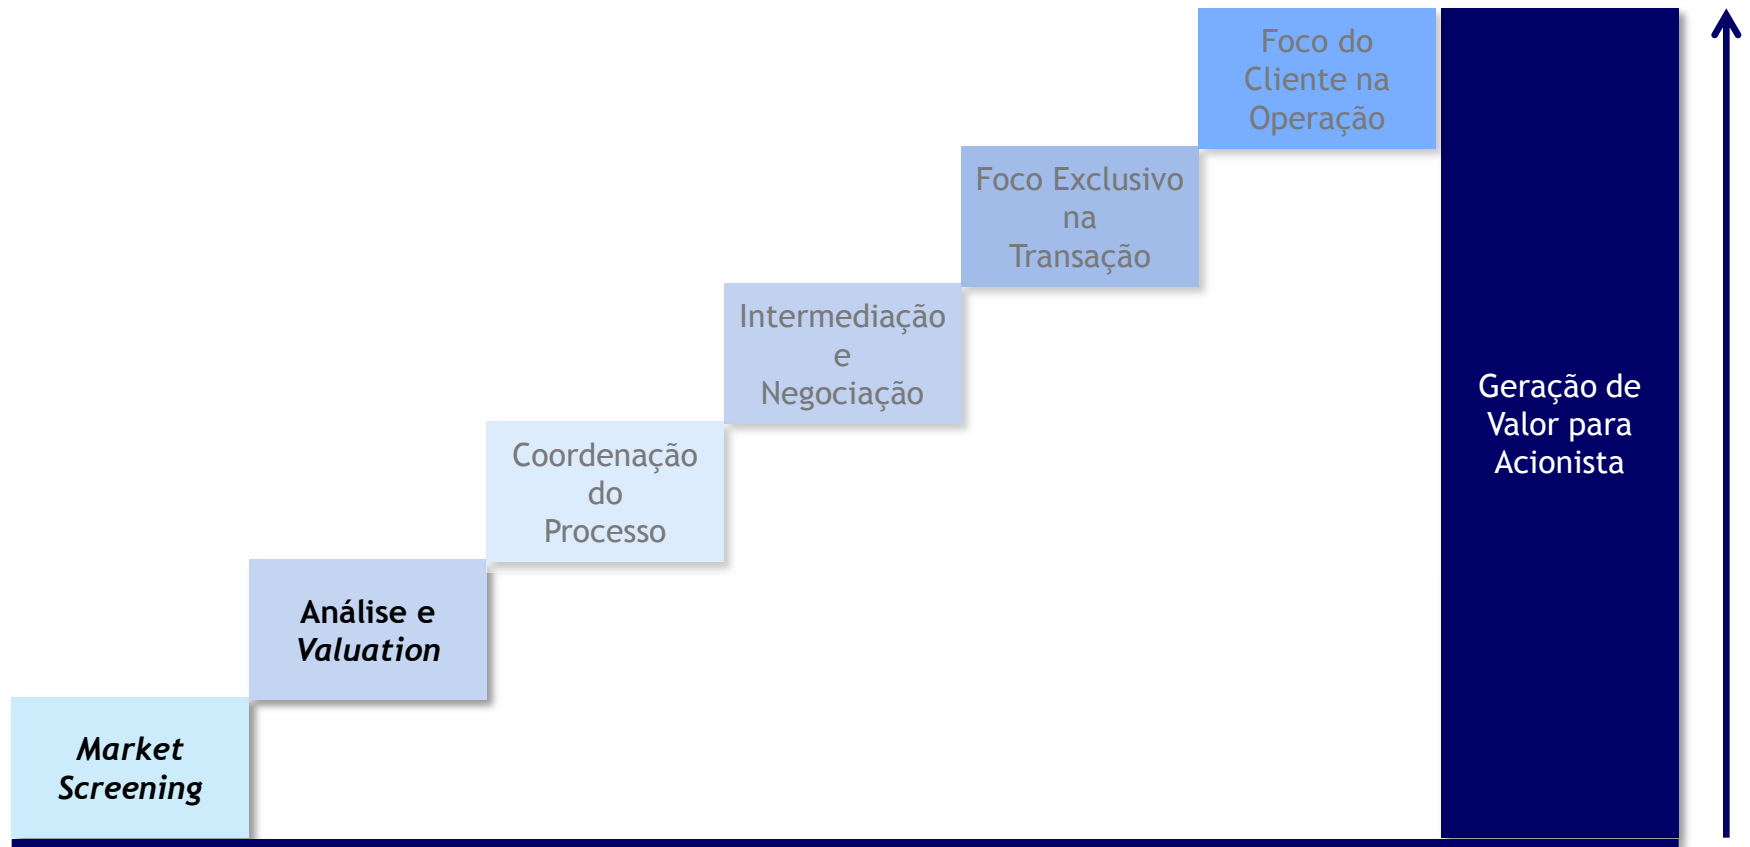 Foco do
Cliente na
Operação
Foco Exclusivo
na
Transação
Intermediação
e
Negociação
Geração de
Valor para
Acionista
Coordenação
do
Processo
Análise e
Valuation
Market
Screening